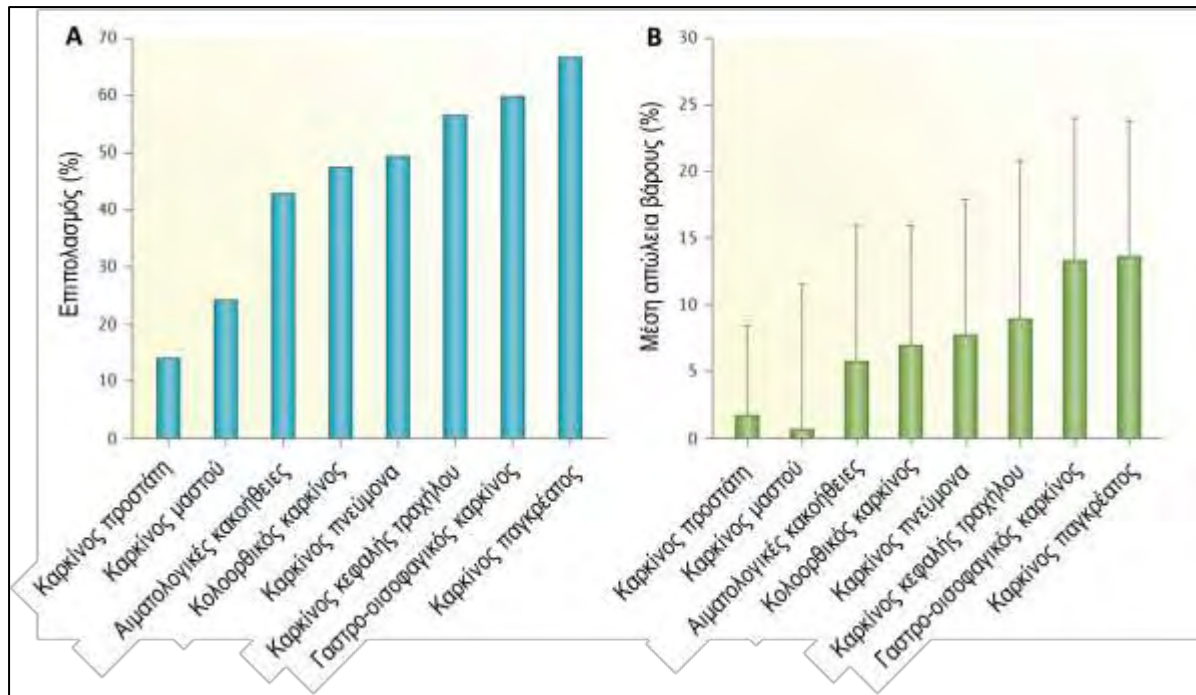 A
Επιπολασμός (%)
70
60
50
40
30
20
10
0
Καρκίνος προστάτη
Καρκίνος μαστού
Αιματολογικές κακοήθειες
Κολοορθικός καρκίνος
Καρκίνος πνεύμονα
Καρκίνος κεφαλής τραχήλου
Γαστρο-οισοφαγικός καρκίνος
Καρκίνος παγκρέατος
B
Μέση απώλεια βάρους (%)
30
25
20
15
10
5
0
Καρκίνος προστάτη
Καρκίνος μαστού
Αιματολογικές κακοήθειες
Κολοορθικός καρκίνος
Καρκίνος πνεύμονα
Καρκίνος κεφαλής τραχήλου
Γαστρο-οισοφαγικός καρκίνος
Καρκίνος παγκρέατος